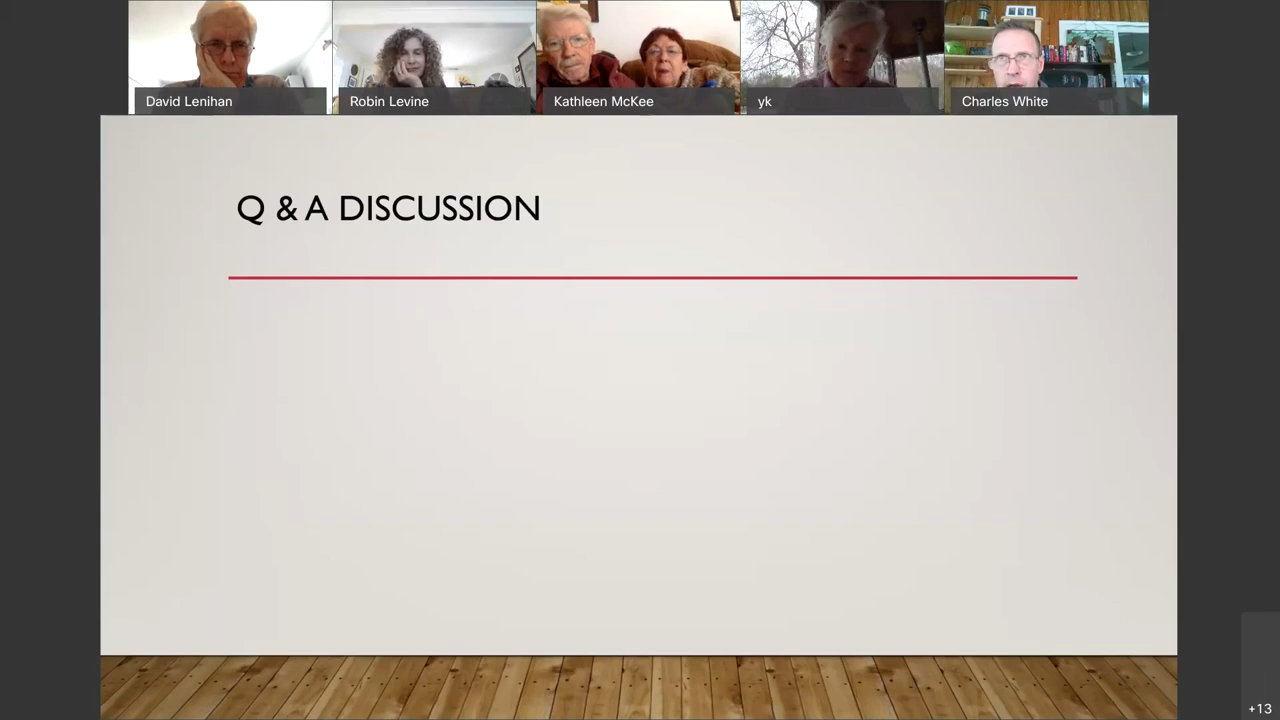 David Lenihan
Robin Levine
Kathleen McKee
yk
Charles White
Q & A DISCUSSION
+13